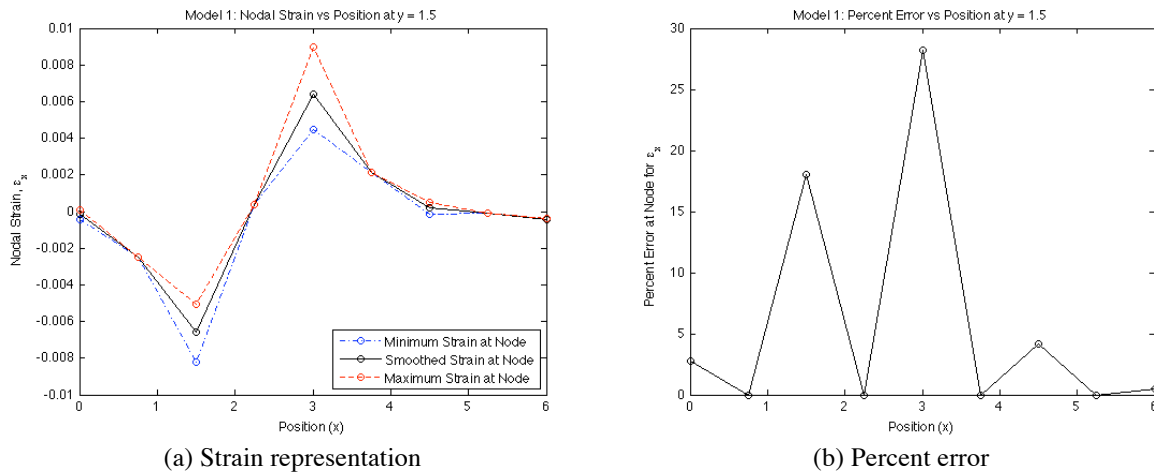 Model 1: Nodal Strain vs Position at y = 1.5
0.01
0.008
0.006
0.004
0.002
0
-0.002
-0.004
-0.006
-0.008
-0.01
Nodal Strain, εx
0 1 2 3 4 5 6
Position (x)
Minimum Strain at Node
Smoothed Strain at Node
Maximum Strain at Node
(a) Strain representation
Model 1: Percent Error vs Position at y = 1.5
30
25
20
15
10
5
0
Percent Error at Node for εx
0 1 2 3 4 5 6
Position (x)
(b) Percent error